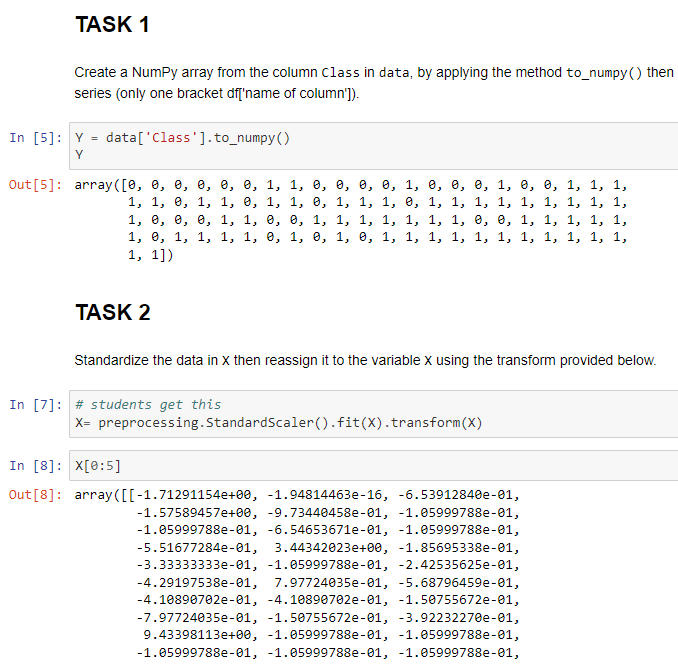 TASK 1
Create a NumPy array from the column Class in data, by applying the method to_numpy() then
series (only one bracket df['name of column']).
In [5]: Y = data['Class'].to_numpy()
Y
Out[5]: array([0, 0, 0, 0, 0, 0, 1, 1, 0, 0, 0, 0, 1, 0, 0, 0, 1, 0, 0, 1, 1, 1,
1, 1, 0, 1, 1, 0, 1, 1, 0, 1, 1, 1, 0, 1, 1, 1, 1, 1, 1, 1, 1, 1,
1, 0, 0, 0, 1, 1, 0, 0, 1, 1, 1, 1, 1, 1, 1, 0, 0, 1, 1, 1, 1, 1,
1, 0, 1, 1, 1, 1, 0, 1, 0, 1, 0, 1, 1, 1, 1, 1, 1, 1, 1, 1, 1, 1,
1, 1])
TASK 2
Standardize the data in X then reassign it to the variable X using the transform provided below.
In [7]: # students get this
X= preprocessing.StandardScaler().fit(X).transform(X)
In [8]: X[0:5]
Out[8]: array([[-1.71291154e+00, -1.94814463e-16, -6.53912840e-01,
-1.57589457e+00, -9.73440458e-01, -1.05999788e-01,
-1.05999788e-01, -6.54653671e-01, -1.05999788e-01,
-5.51677284e-01, 3.44342023e+00, -1.85695338e-01,
-3.33333333e-01, -1.05999788e-01, -2.42535625e-01,
-4.29197538e-01, 7.97724035e-01, -5.68796459e-01,
-4.10890702e-01, -4.10890702e-01, -1.50755672e-01,
-7.97724035e-01, -1.50755672e-01, -3.92232270e-01,
9.43398113e+00, -1.05999788e-01, -1.05999788e-01,
-1.05999788e-01, -1.05999788e-01, -1.05999788e-01,